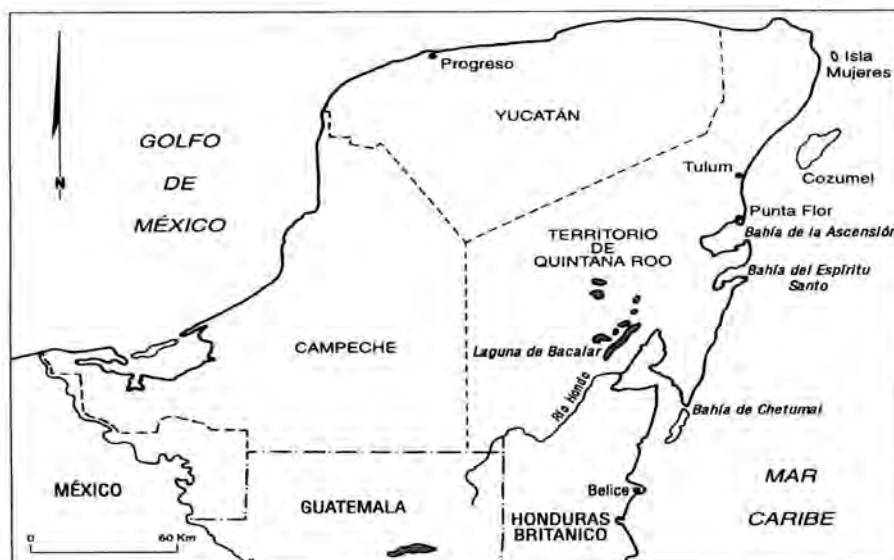 Progreso
Isla
Mujeres
YUCATÁN
GOLFO
DE
MÉXICO
N
Tulum
Cozumel
Punta Flor
Bahía de la Ascensión
TERRITORIO
DE
QUINTANA ROO
Bahía del Espíritu
Santo
CAMPECHE
Laguna de Bacalar
Río Hondo
Bahía de Chetumal
MÉXICO
GUATEMALA
Belice
HONDURAS
BRITANICO
MAR
CARIBE
0
60 Km